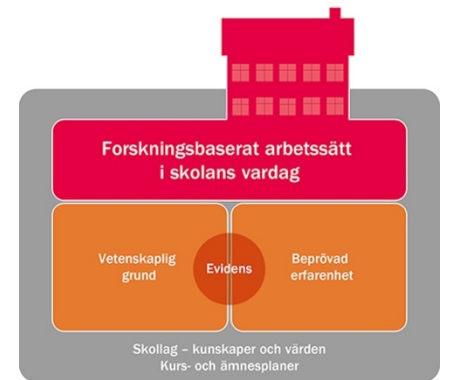 Forskningsbaserat arbetssätt
i skolans vardag
Vetenskaplig
grund
Evidens
Beprövad
erfarenhet
Skollag – kunskaper och värden
Kurs- och ämnesplaner